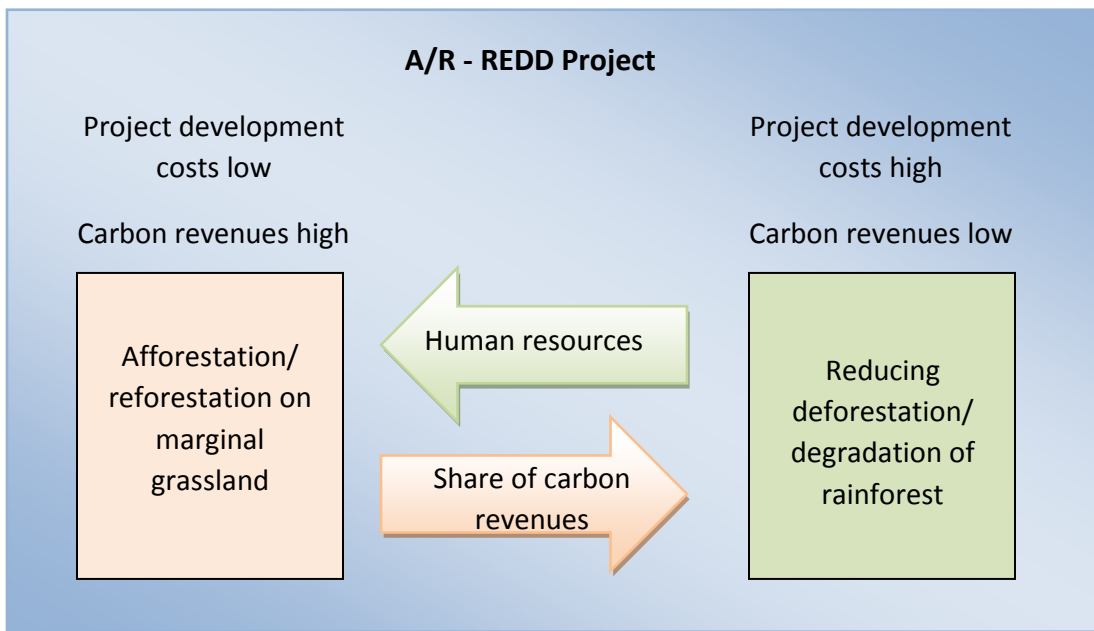 A/R - REDD Project
Project development
costs low
Carbon revenues high
Project development
costs high
Carbon revenues low
Afforestation/
reforestation on
marginal
grassland
Human resources
Share of carbon
revenues
Reducing
deforestation/
degradation of
rainforest